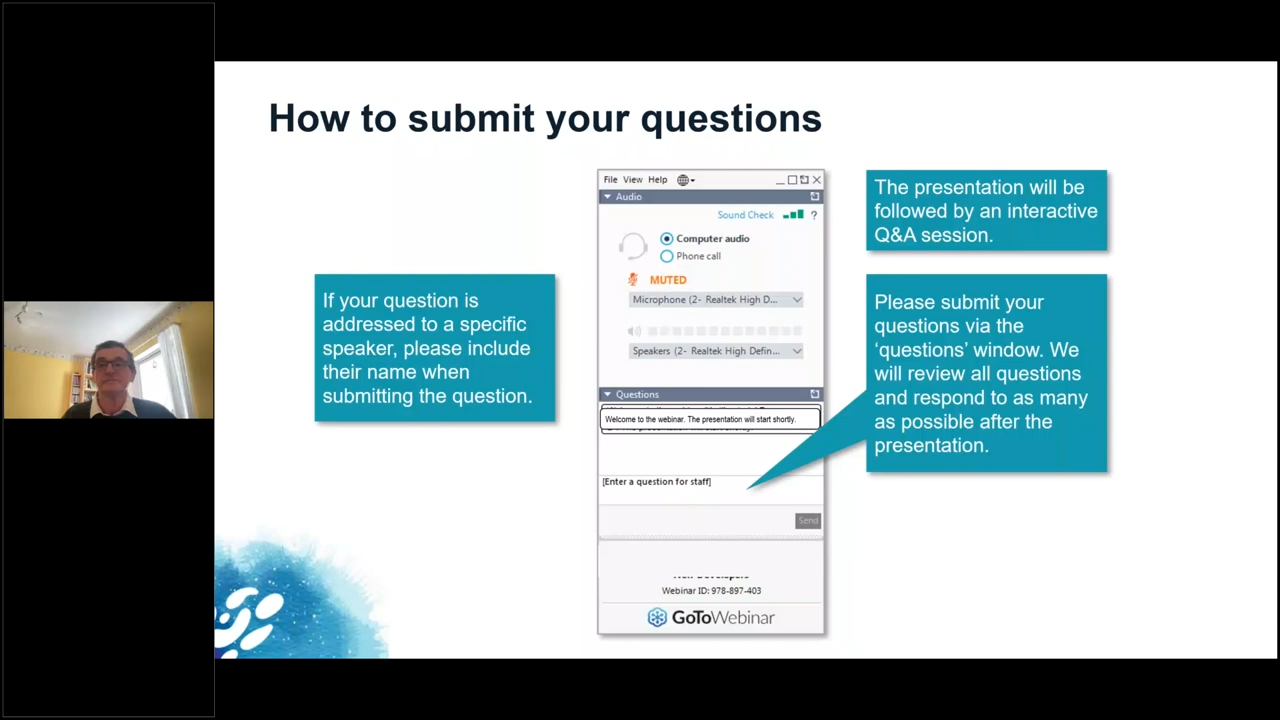 How to submit your questions
If your question is
addressed to a specific
speaker, please include
their name when
submitting the question.
File View Help
Audio
Sound Check ?
Computer audio
Phone call
MUTED
Microphone (2- Realtek High D...
Speakers (2- Realtek High Defin...
Questions
Welcome to the webinar. The presentation will start shortly.
[Enter a question for staff]
Send
Webinar ID: 978-897-403
GoToWebinar
The presentation will be
followed by an interactive
Q&A session.
Please submit your
questions via the
‘questions’ window. We
will review all questions
and respond to as many
as possible after the
presentation.